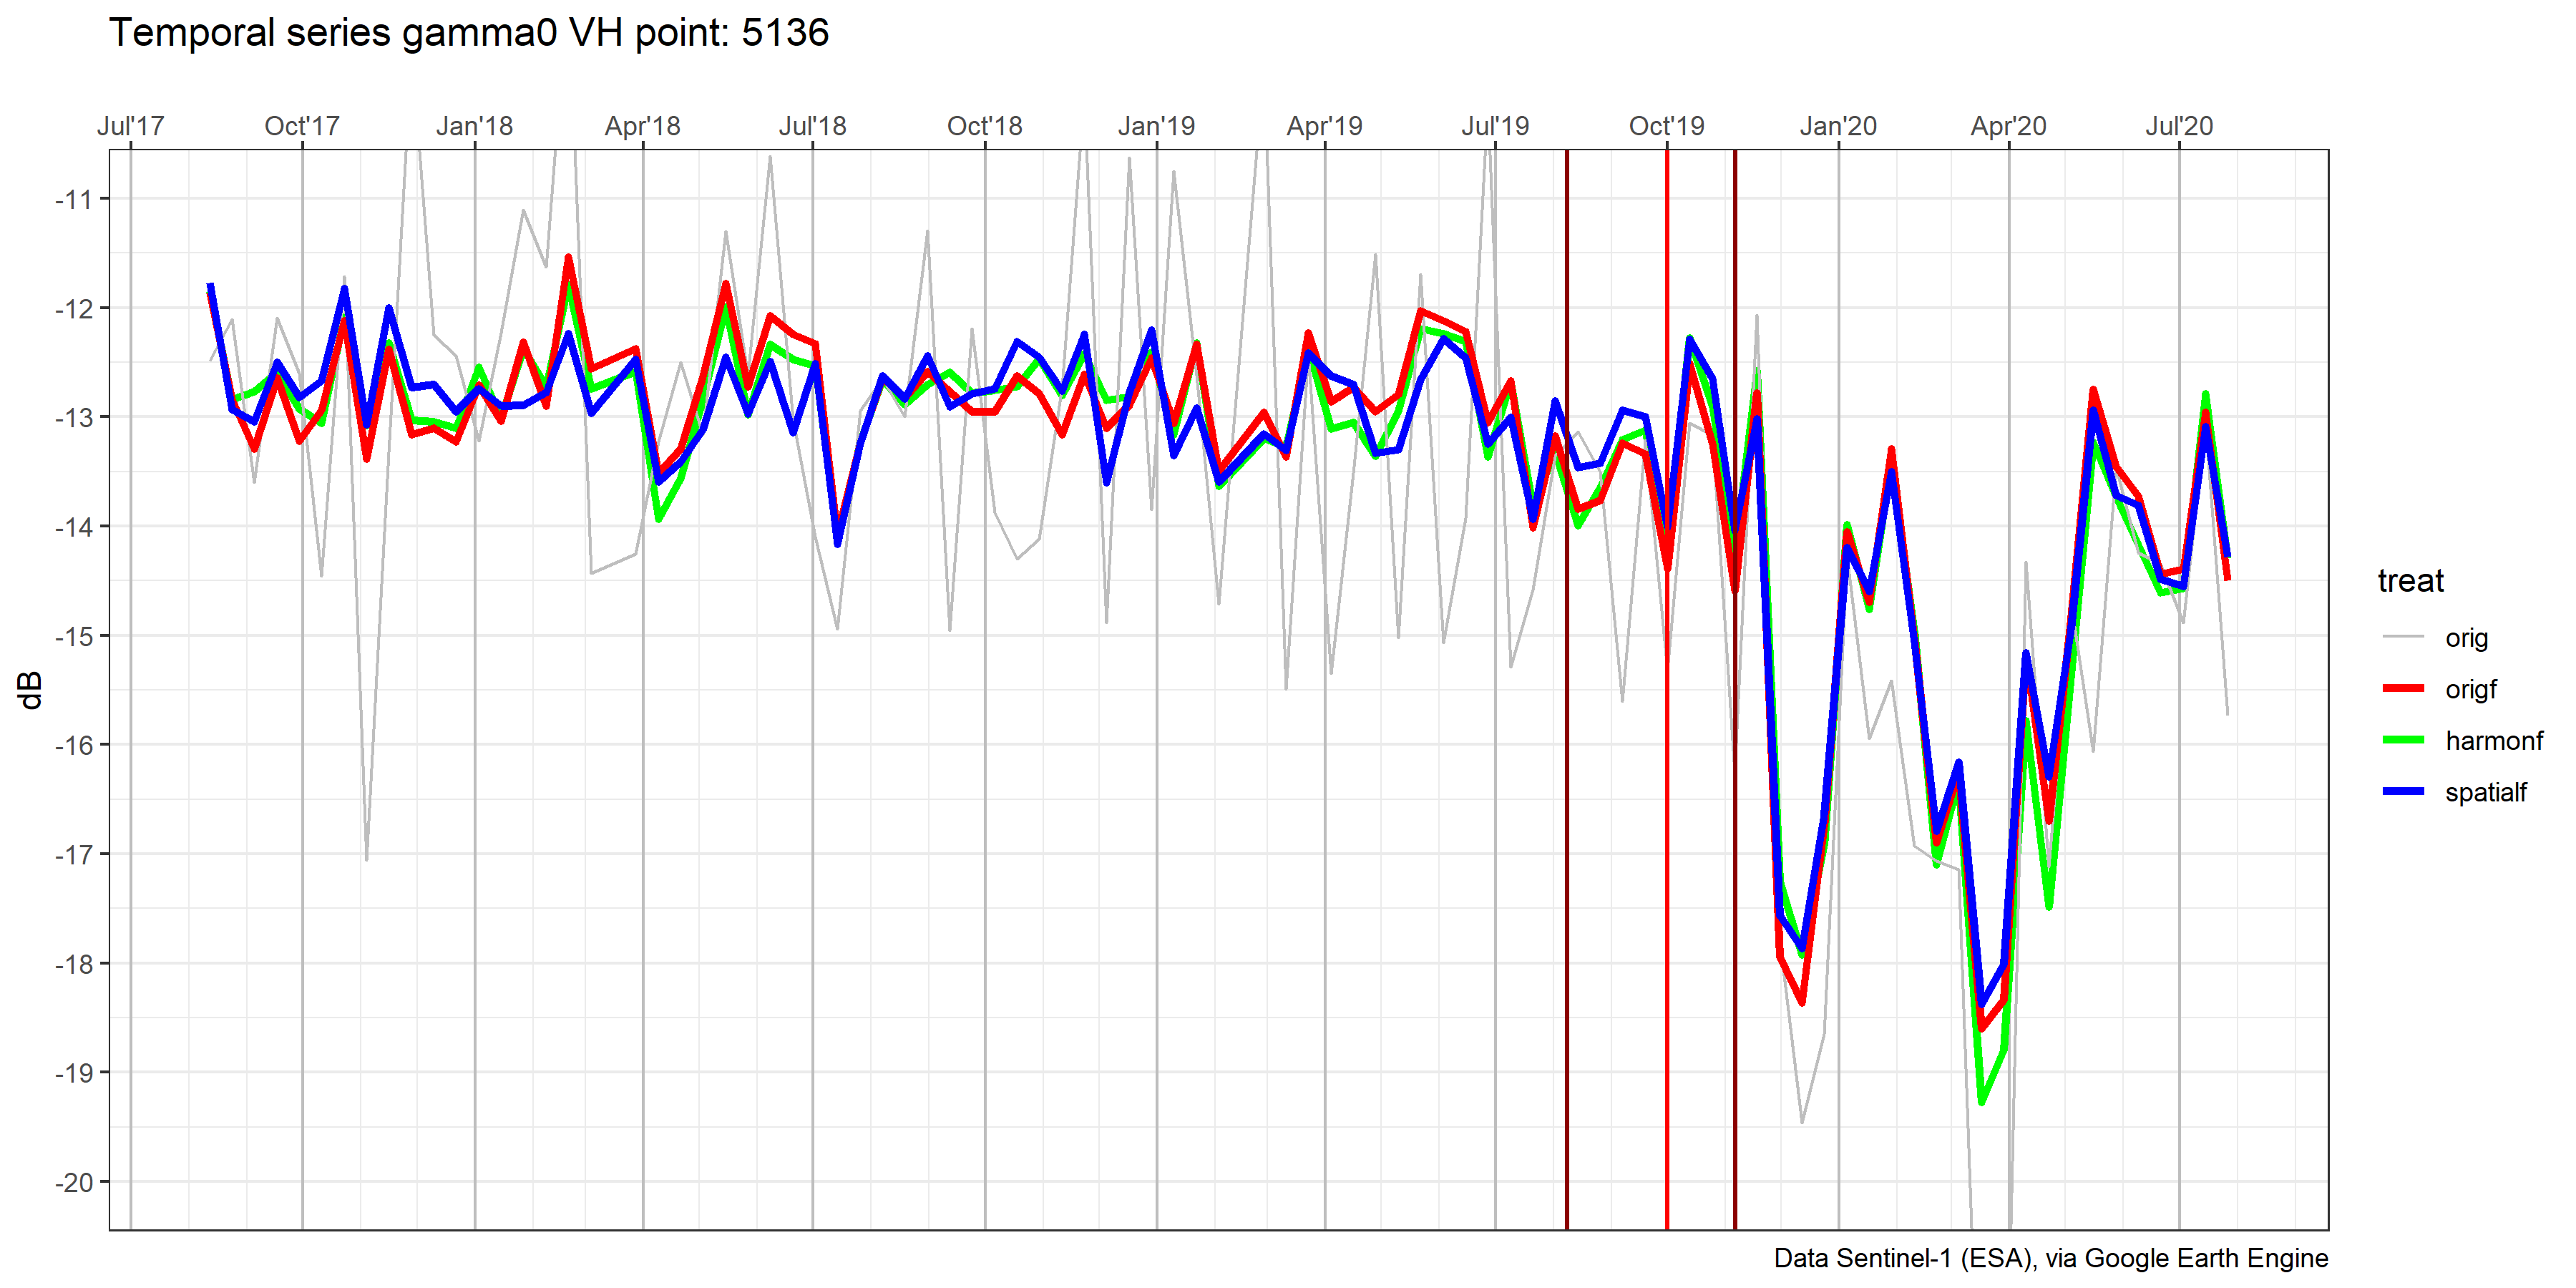 Temporal series gamma0 VH point: 5136
Jul'17 Oct'17 Jan'18 Apr'18 Jul'18 Oct'18 Jan'19 Apr'19 Jul'19 Oct'19 Jan'20 Apr'20 Jul'20
-11
-12
-13
-14
-15
-16
-17
-18
-19
-20
dB
treat
orig
origf
harmonf
spatialf
Data Sentinel-1 (ESA), via Google Earth Engine